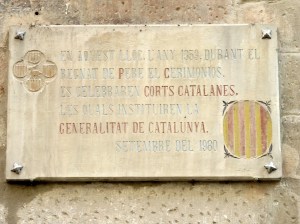 EN AQUEST LLOC, L'ANY 1359, DURANT EL
REGNAT DE PERE EL CERIMONIÓS,
ES CELEBRAREN CORTS CATALANES,
LES QUALS INSTITUIREN LA
GENERALITAT DE CATALUNYA.
SETEMBRE DEL 1980